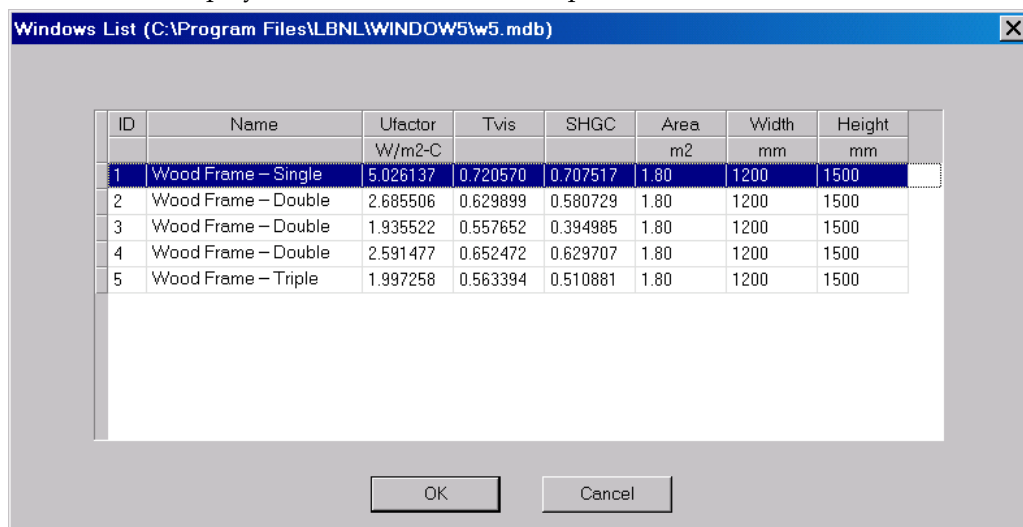 Windows List (C:\Program Files\LBNL\WINDOW5\w5.mdb)
ID Name Ufactor Tvis SHGC Area Width Height
W/m2-C m2 mm mm
1 Wood Frame – Single 5.026137 0.720570 0.707517 1.80 1200 1500
2 Wood Frame – Double 2.685506 0.629899 0.580729 1.80 1200 1500
3 Wood Frame – Double 1.935522 0.557652 0.394985 1.80 1200 1500
4 Wood Frame – Double 2.591477 0.652472 0.629707 1.80 1200 1500
5 Wood Frame – Triple 1.997258 0.563394 0.510881 1.80 1200 1500
OK Cancel